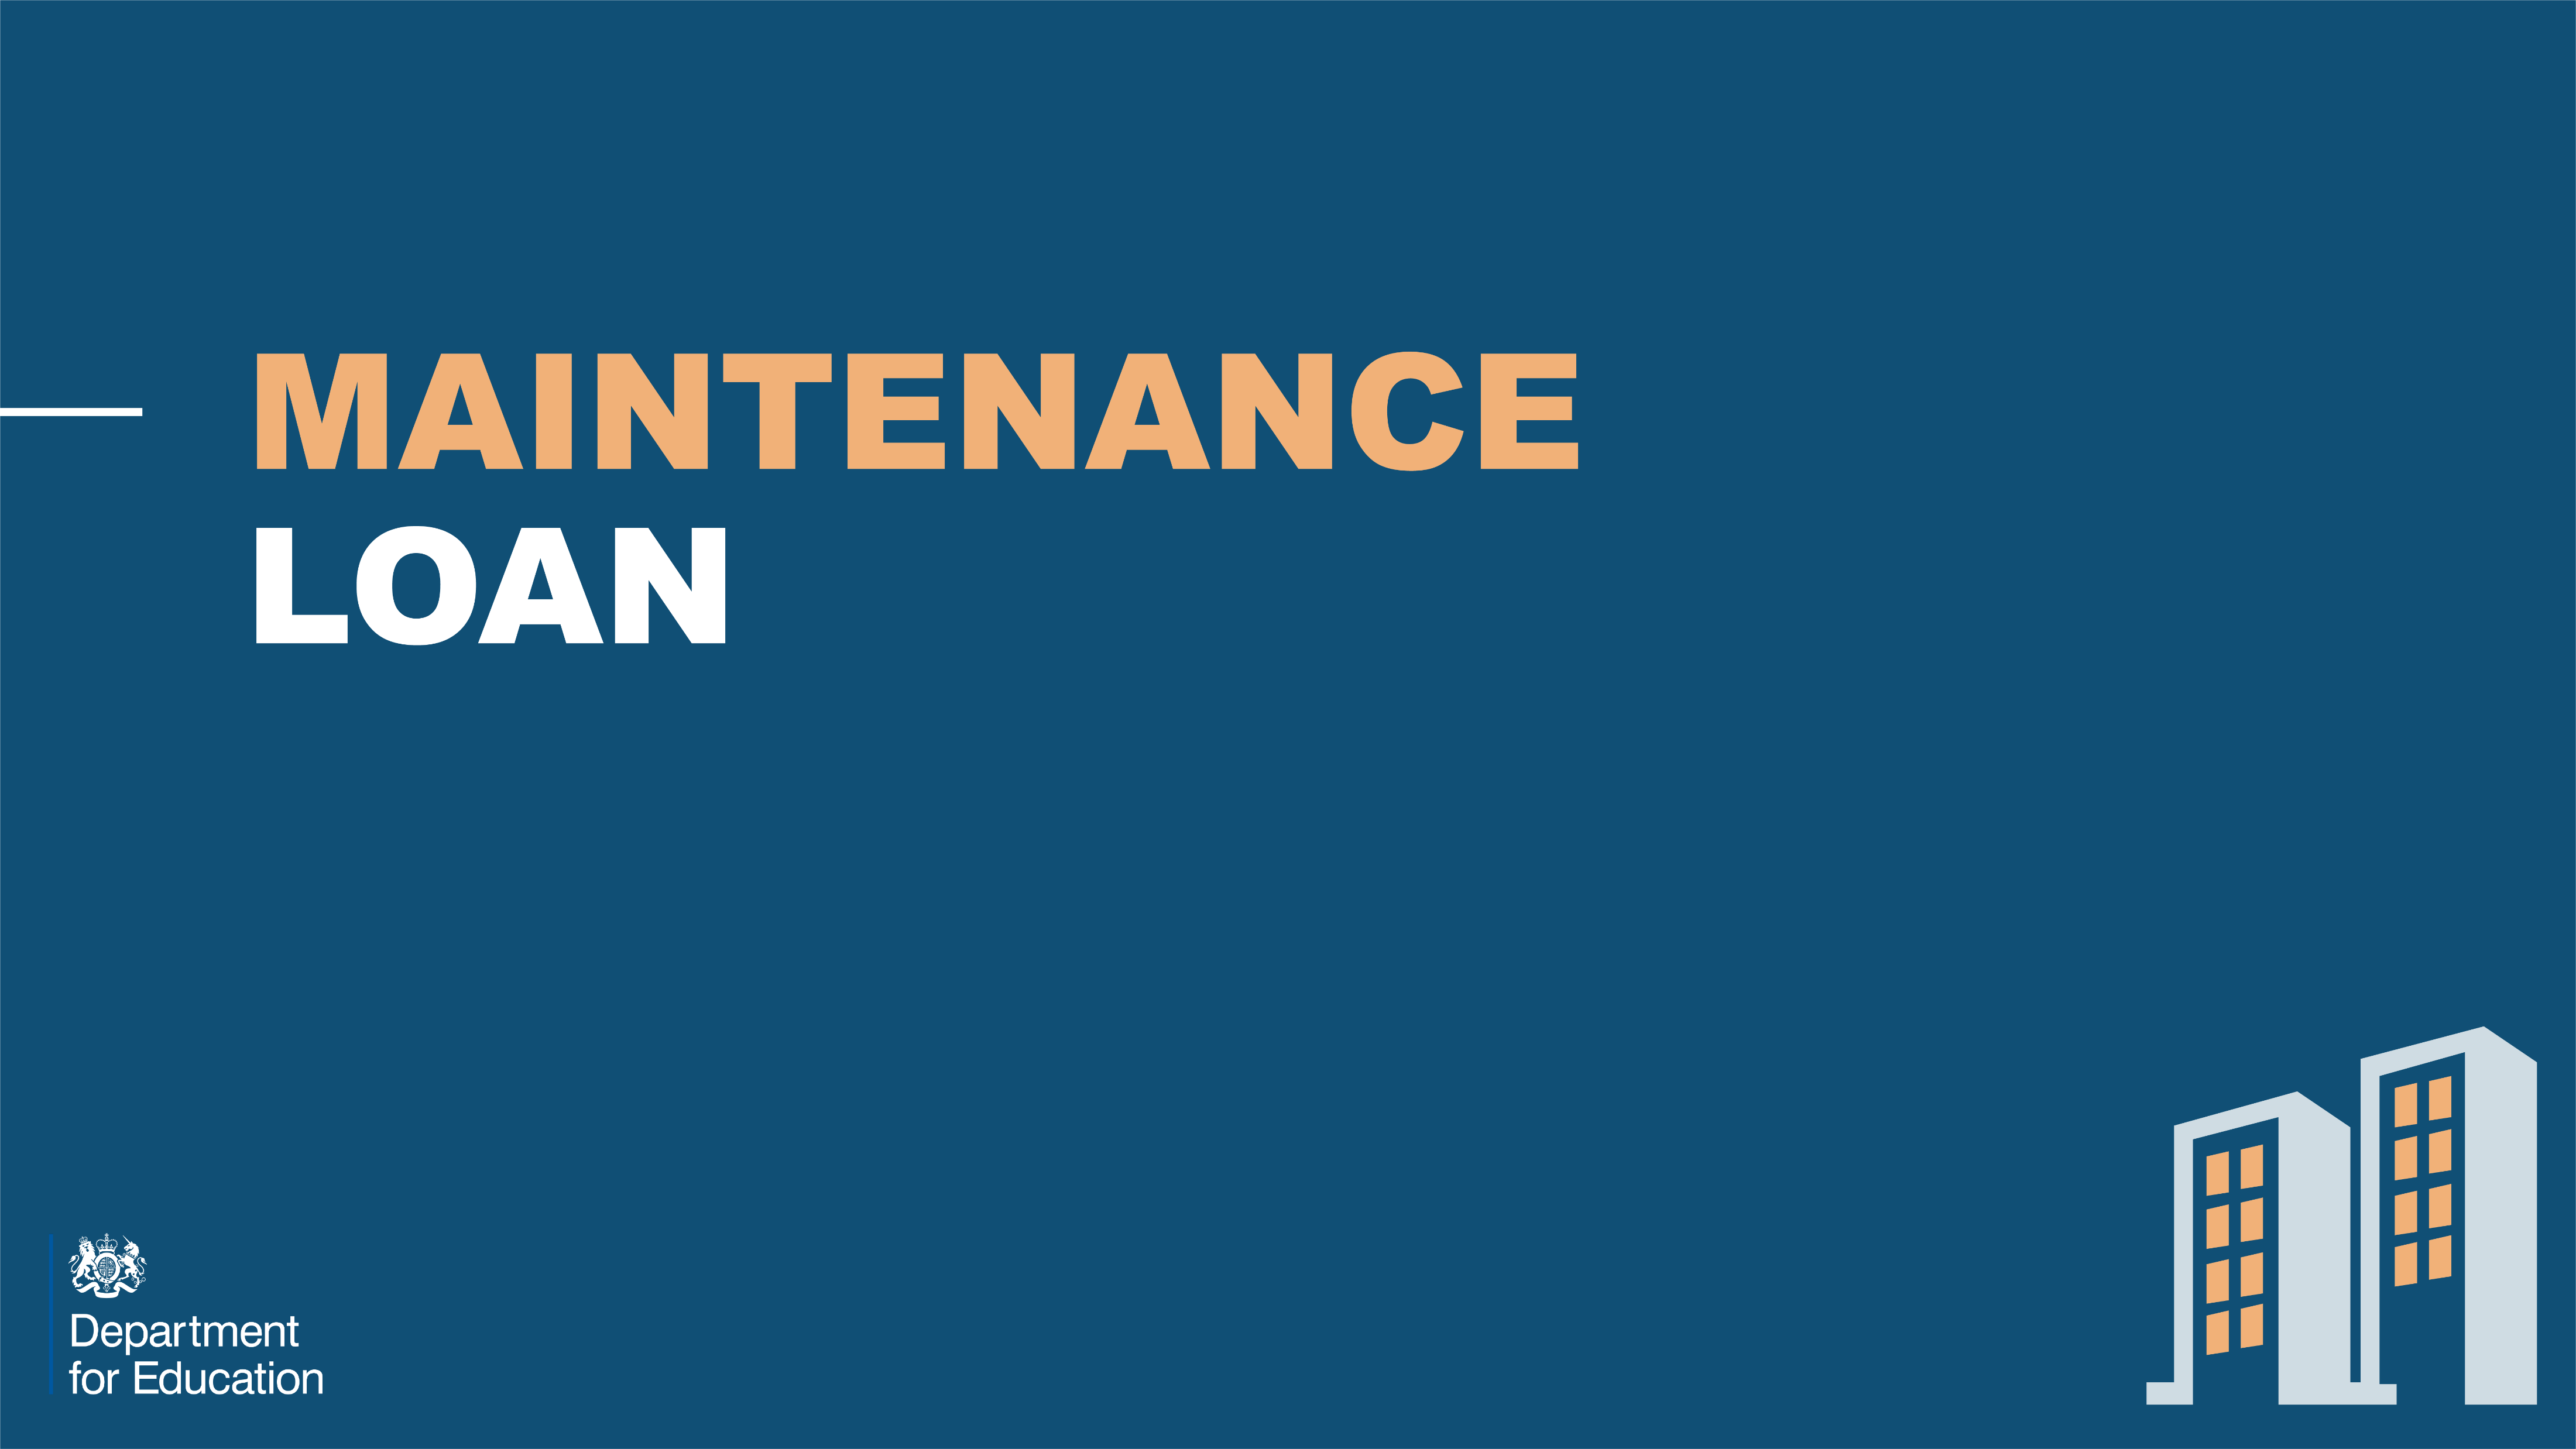 MAINTENANCE
LOAN
Department
for Education